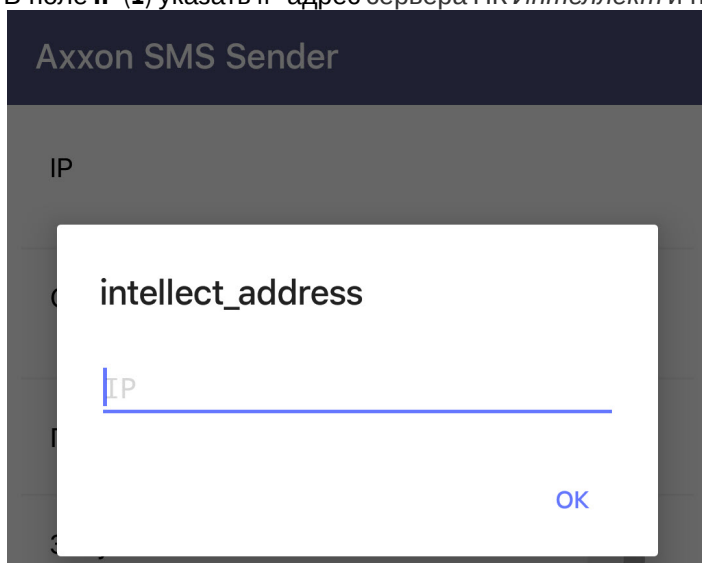 В поле IP (1) указать IP-адрес сервера ПК Интеллект и
Axxon SMS Sender
IP
intellect_address
IP
OK